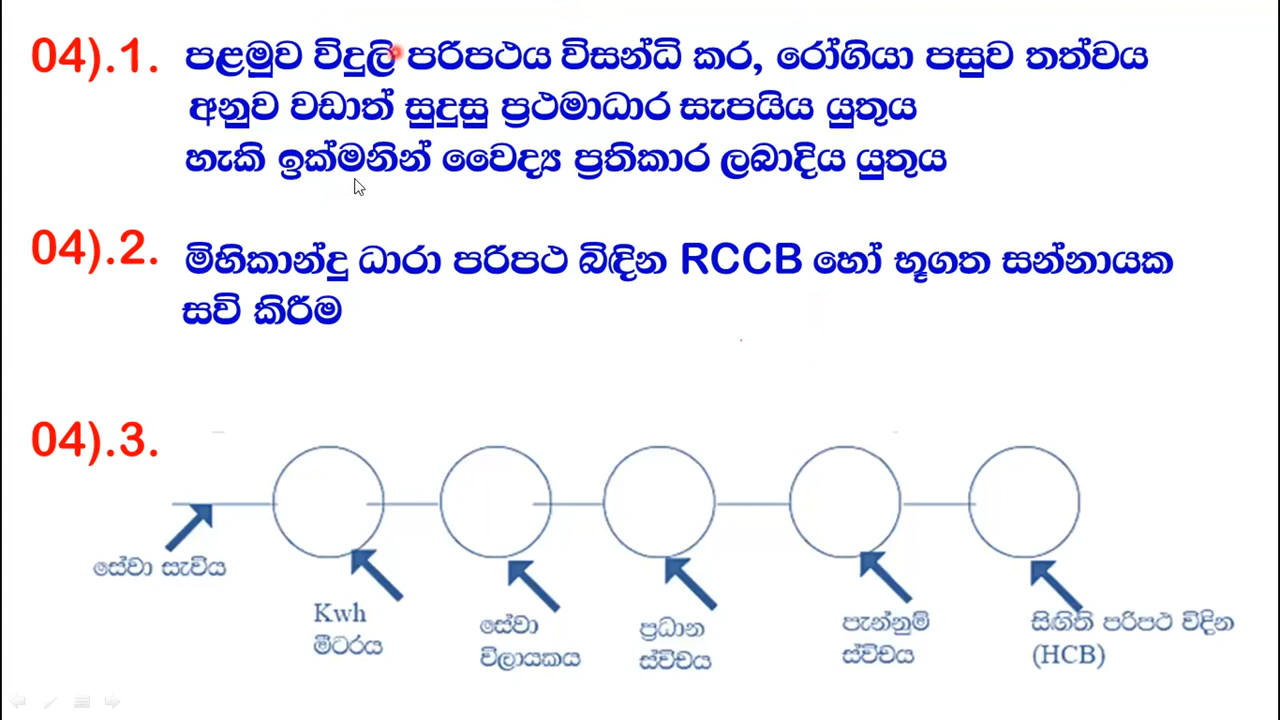 04).1. පළමුව විදුලි පරිපථය විසන්ධි කර, රෝගියා පසුව තත්වය
අනුව වඩාත් සුදුසු ප්‍රථමාධාර සැපයිය යුතුය
හැකි ඉක්මනින් වෛද්‍ය ප්‍රතිකාර ලබාදිය යුතුය
04).2. මිහිකාන්දු ධාරා පරිපථ බිඳින RCCB හෝ භූගත සන්නායක
සවි කිරීම
04).3.
සේවා සැවිය
Kwh
මීටරය
සේවා
විලායකය
ප්‍රධාන
ස්විචය
පැන්නුම්
ස්විචය
සිඟිති පරිපථ විදින
(HCB)